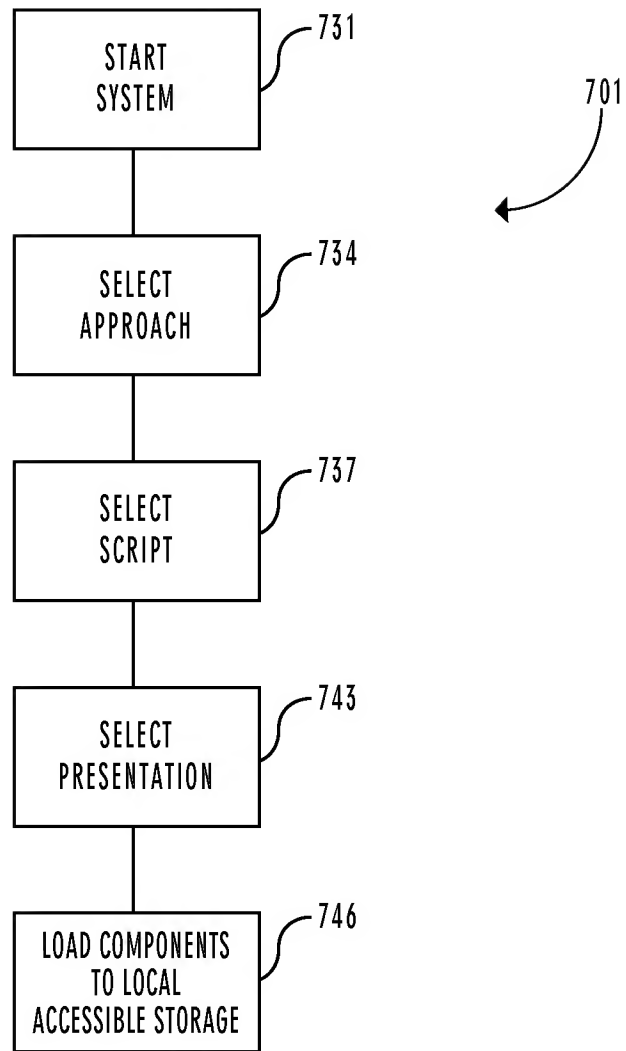 START
SYSTEM
731
701
SELECT
APPROACH
734
SELECT
SCRIPT
737
SELECT
PRESENTATION
743
LOAD COMPONENTS
TO LOCAL
ACCESSIBLE STORAGE
746